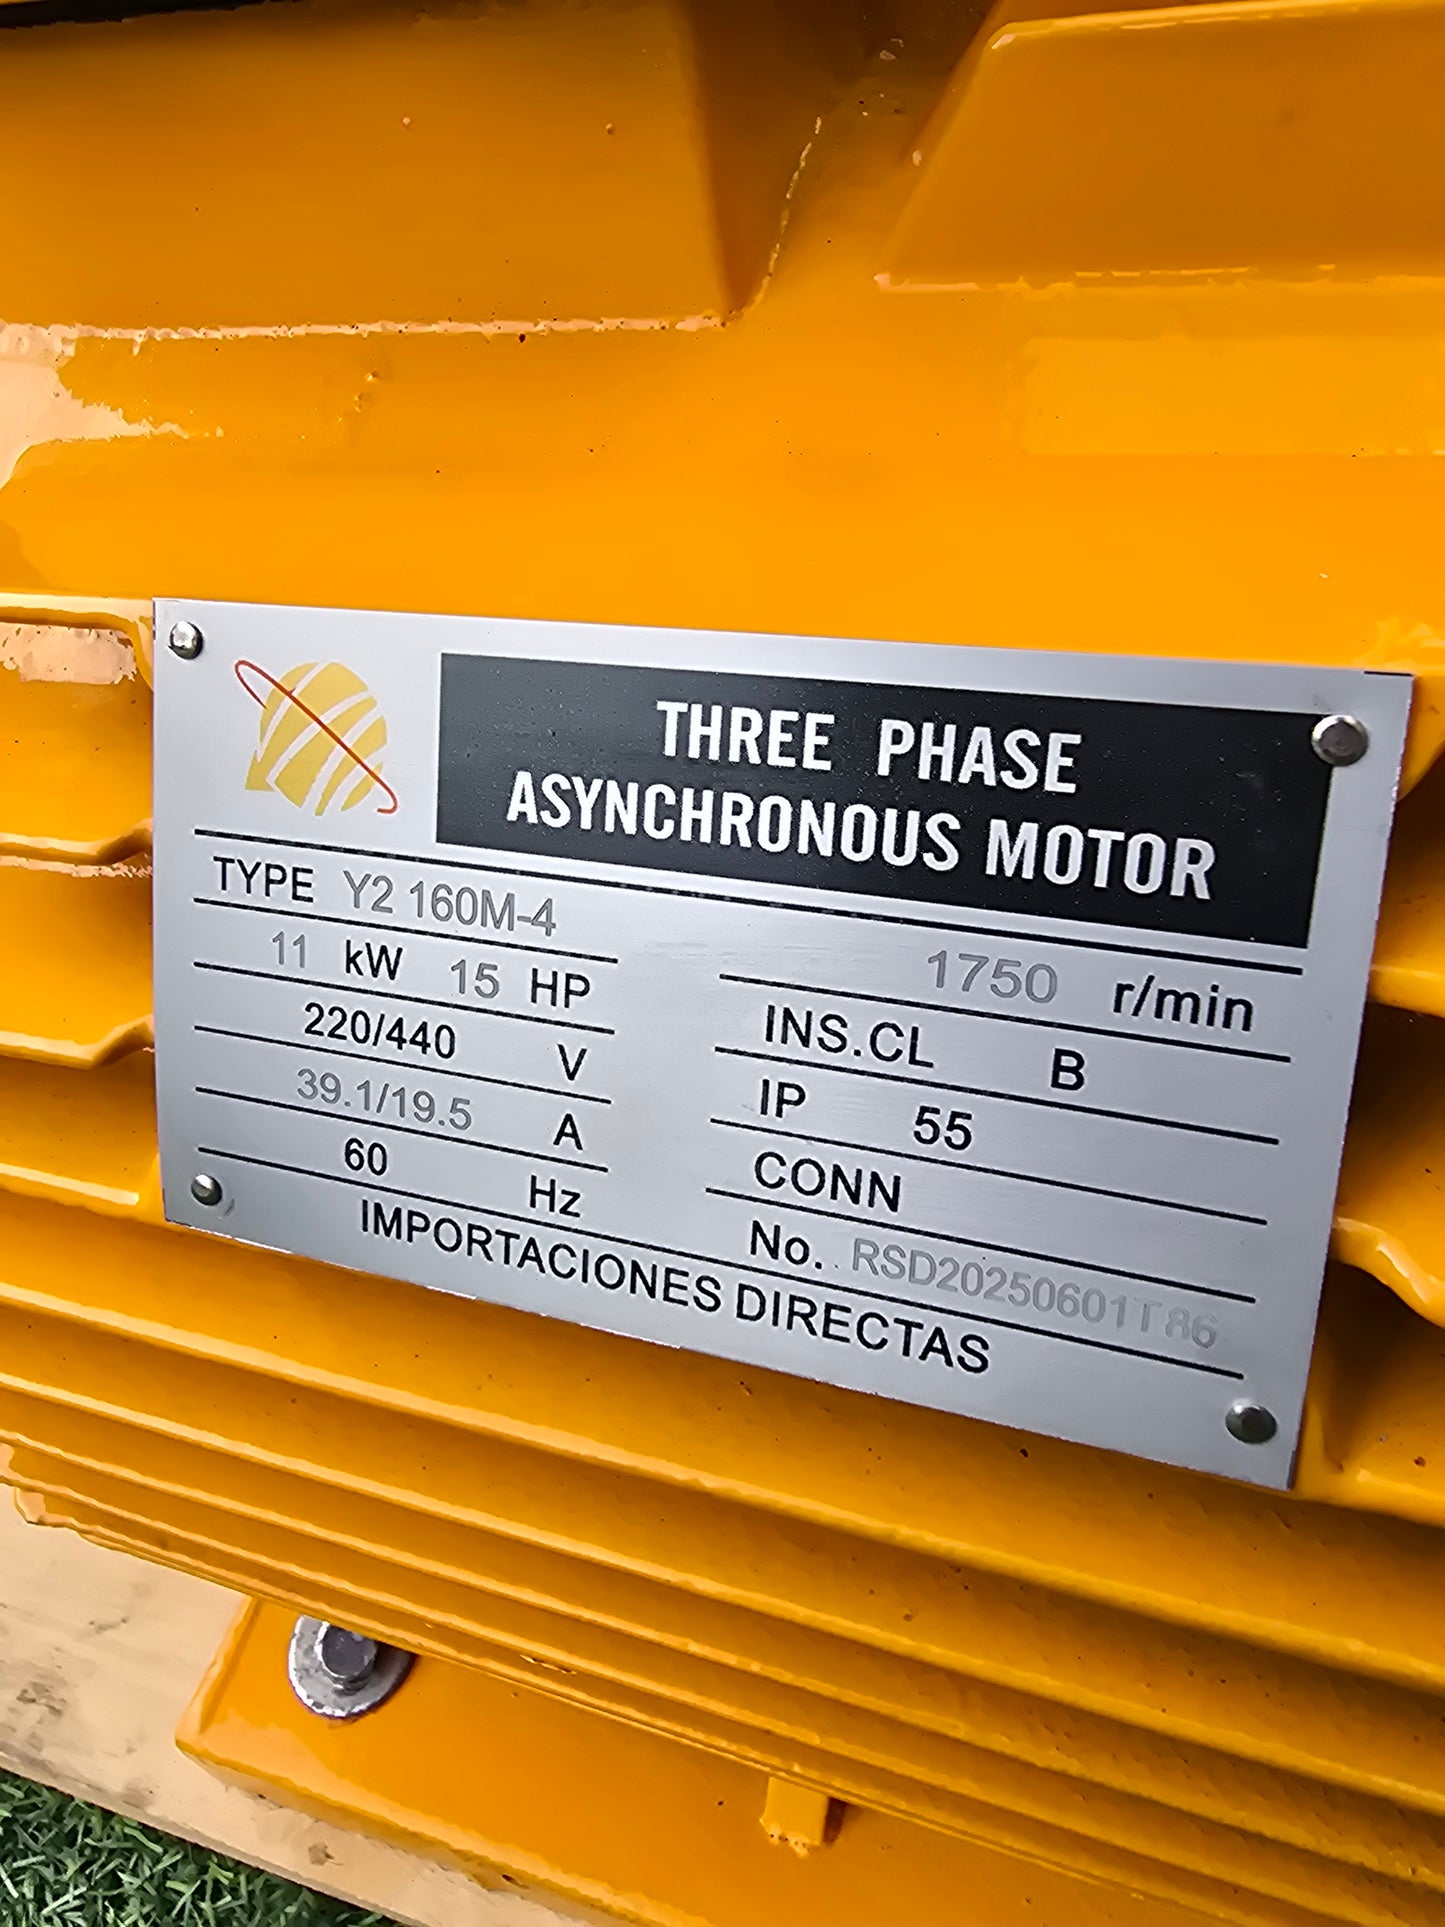 THREE PHASE
ASYNCHRONOUS MOTOR
TYPE Y2 160M-4
11 kW 15 HP
1750 r/min
220/440 V
INS.CL B
39.1/19.5 A
IP 55
60 Hz
CONN
No. RSD20250601T86
IMPORTACIONES DIRECTAS